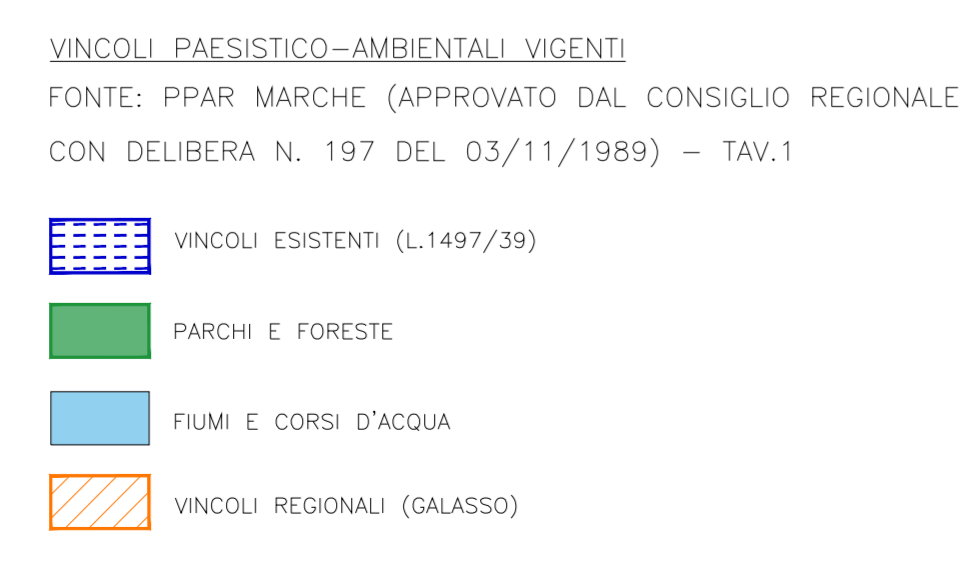 VINCOLI PAESISTICO-AMBIENTALI VIGENTI
FONTE: PPAR MARCHE (APPROVATO DAL CONSIGLIO REGIONALE
CON DELIBERA N. 197 DEL 03/11/1989) - TAV.1
VINCOLI ESISTENTI (L.1497/39)
PARCHI E FORESTE
FIUMI E CORSI D'ACQUA
VINCOLI REGIONALI (GALASSO)